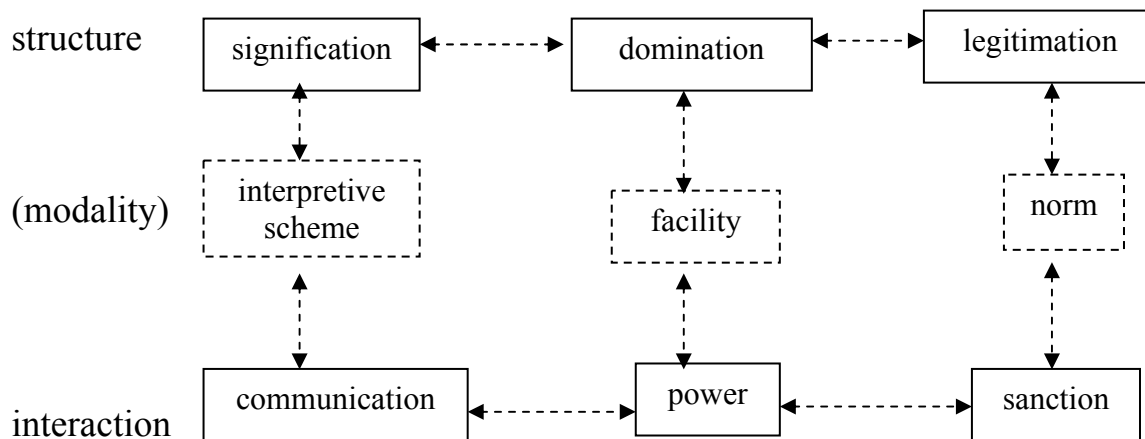 structure
signification
domination
legitimation
(modality)
interpretive
scheme
facility
norm
interaction
communication
power
sanction